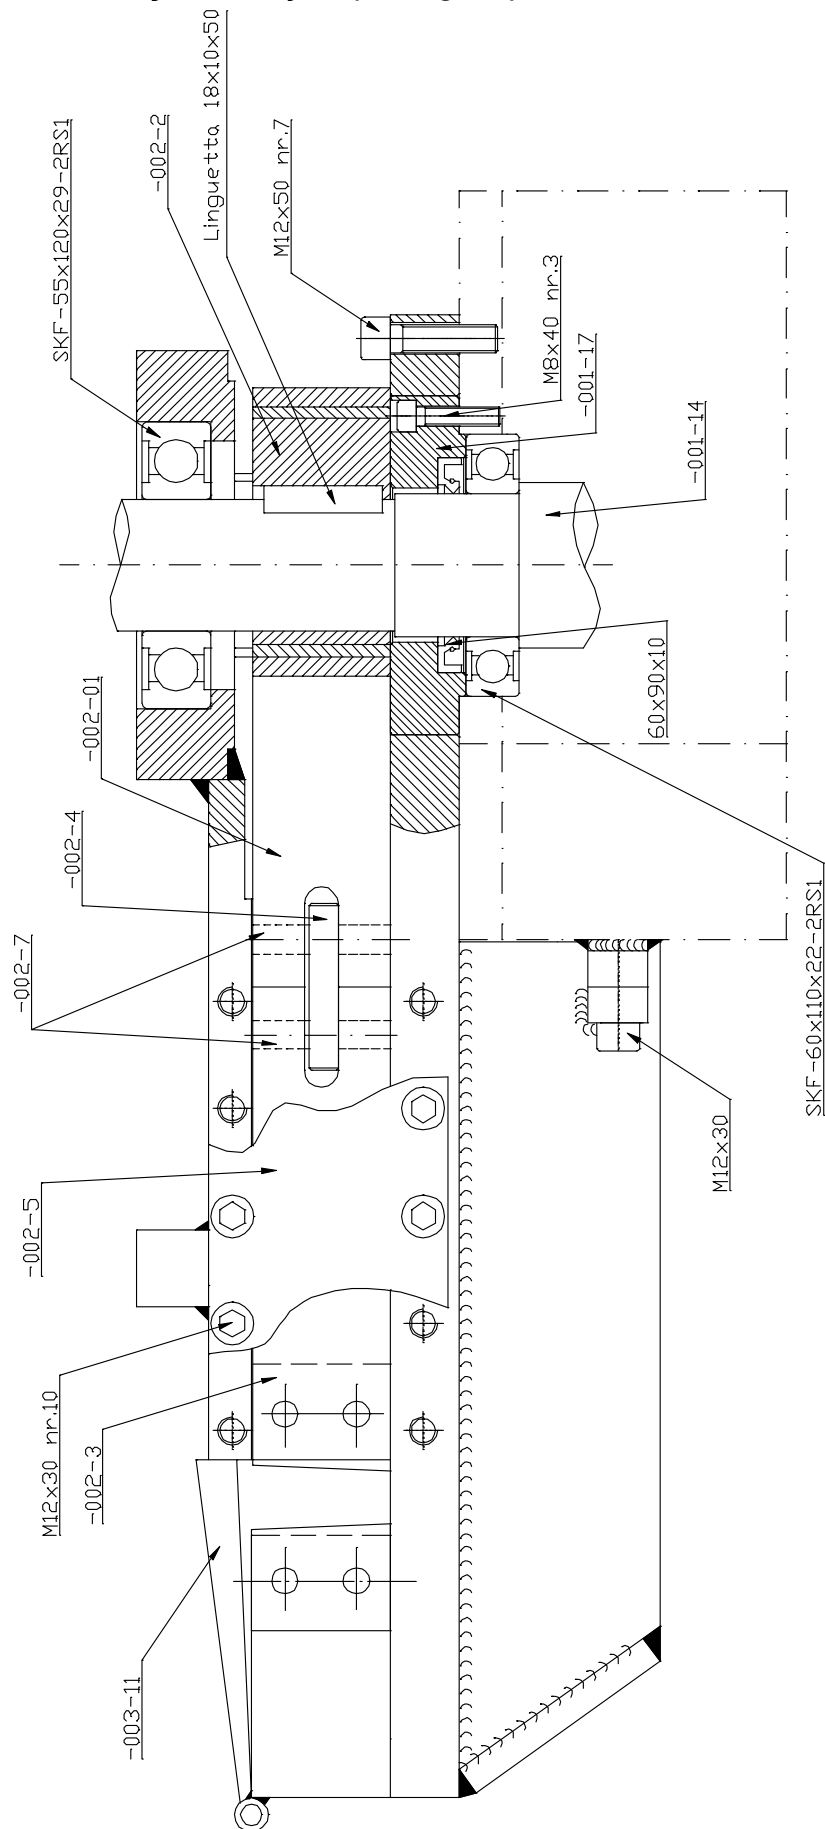 SKF-55x120x29-2RS1
-002-2
Linguetta 18x10x50
M12x50 nr.7
M8x40 nr.3
-001-17
-001-14
60x90x10
SKF-60x110x22-2RS1
M12x30
-002-01
-002-4
-002-7
-002-5
M12x30 nr.10
-002-3
-003-11